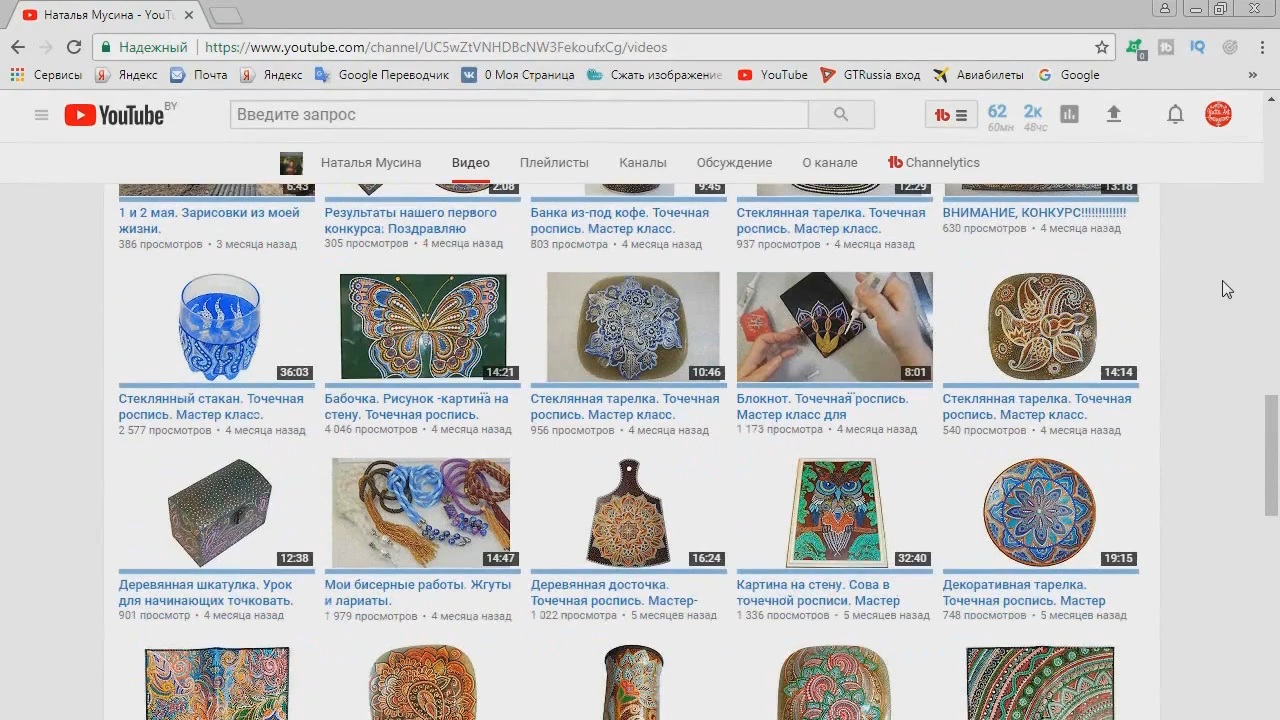 Наталья Мусина - YouTu
Надежный
https://www.youtube.com/channel/UC5wZtVNHDBcNW3FekoufxCg/videos
0
Сервисы Яндекс Почта Яндекс Google Переводчик 0 Моя Страница Сжать изображение YouTube GTRussia вход Авиабилеты Google
YouTube BY
Введите запрос
62 2к
60мн 48чс
Наталья Мусина Видео Плейлисты Каналы Обсуждение О канале Channelytics
6:43 2:08 9:45 12:29 13:18
1 и 2 мая. Зарисовки из моей Результаты нашего первого Банка из-под кофе. Точечная Стеклянная тарелка. Точечная ВНИМАНИЕ, КОНКУРС!!!!!!!!!!!!!
жизни. конкурса: Поздравляю роспись. Мастер класс. роспись. Мастер класс. 630 просмотров • 4 месяца назад
386 просмотров • 3 месяца назад 305 просмотров • 4 месяца назад 803 просмотра • 4 месяца назад 937 просмотров • 4 месяца назад
36:03 14:21 10:46 8:01 14:14
Стеклянный стакан. Точечная Бабочка. Рисунок -картина на Стеклянная тарелка. Точечная Блокнот. Точечная роспись. Стеклянная тарелка. Точечная
роспись. Мастер класс. стену. Точечная роспись. роспись. Мастер класс. Мастер класс для роспись. Мастер класс.
2 577 просмотров • 4 месяца назад 4 046 просмотров • 4 месяца назад 956 просмотров • 4 месяца назад 1 173 просмотра • 4 месяца назад 540 просмотров • 4 месяца назад
12:38 14:47 16:24 32:40 19:15
Деревянная шкатулка. Урок Мои бисерные работы. Жгуты Деревянная досточка. Картина на стену. Сова в Декоративная тарелка.
для начинающих точковать. и лариаты. Точечная роспись. Мастер- точечной росписи. Мастер Точечная роспись. Мастер
901 просмотр • 4 месяца назад 1 979 просмотров • 4 месяца назад 1 022 просмотра • 5 месяцев назад 1 336 просмотров • 5 месяцев назад 748 просмотров • 5 месяцев назад